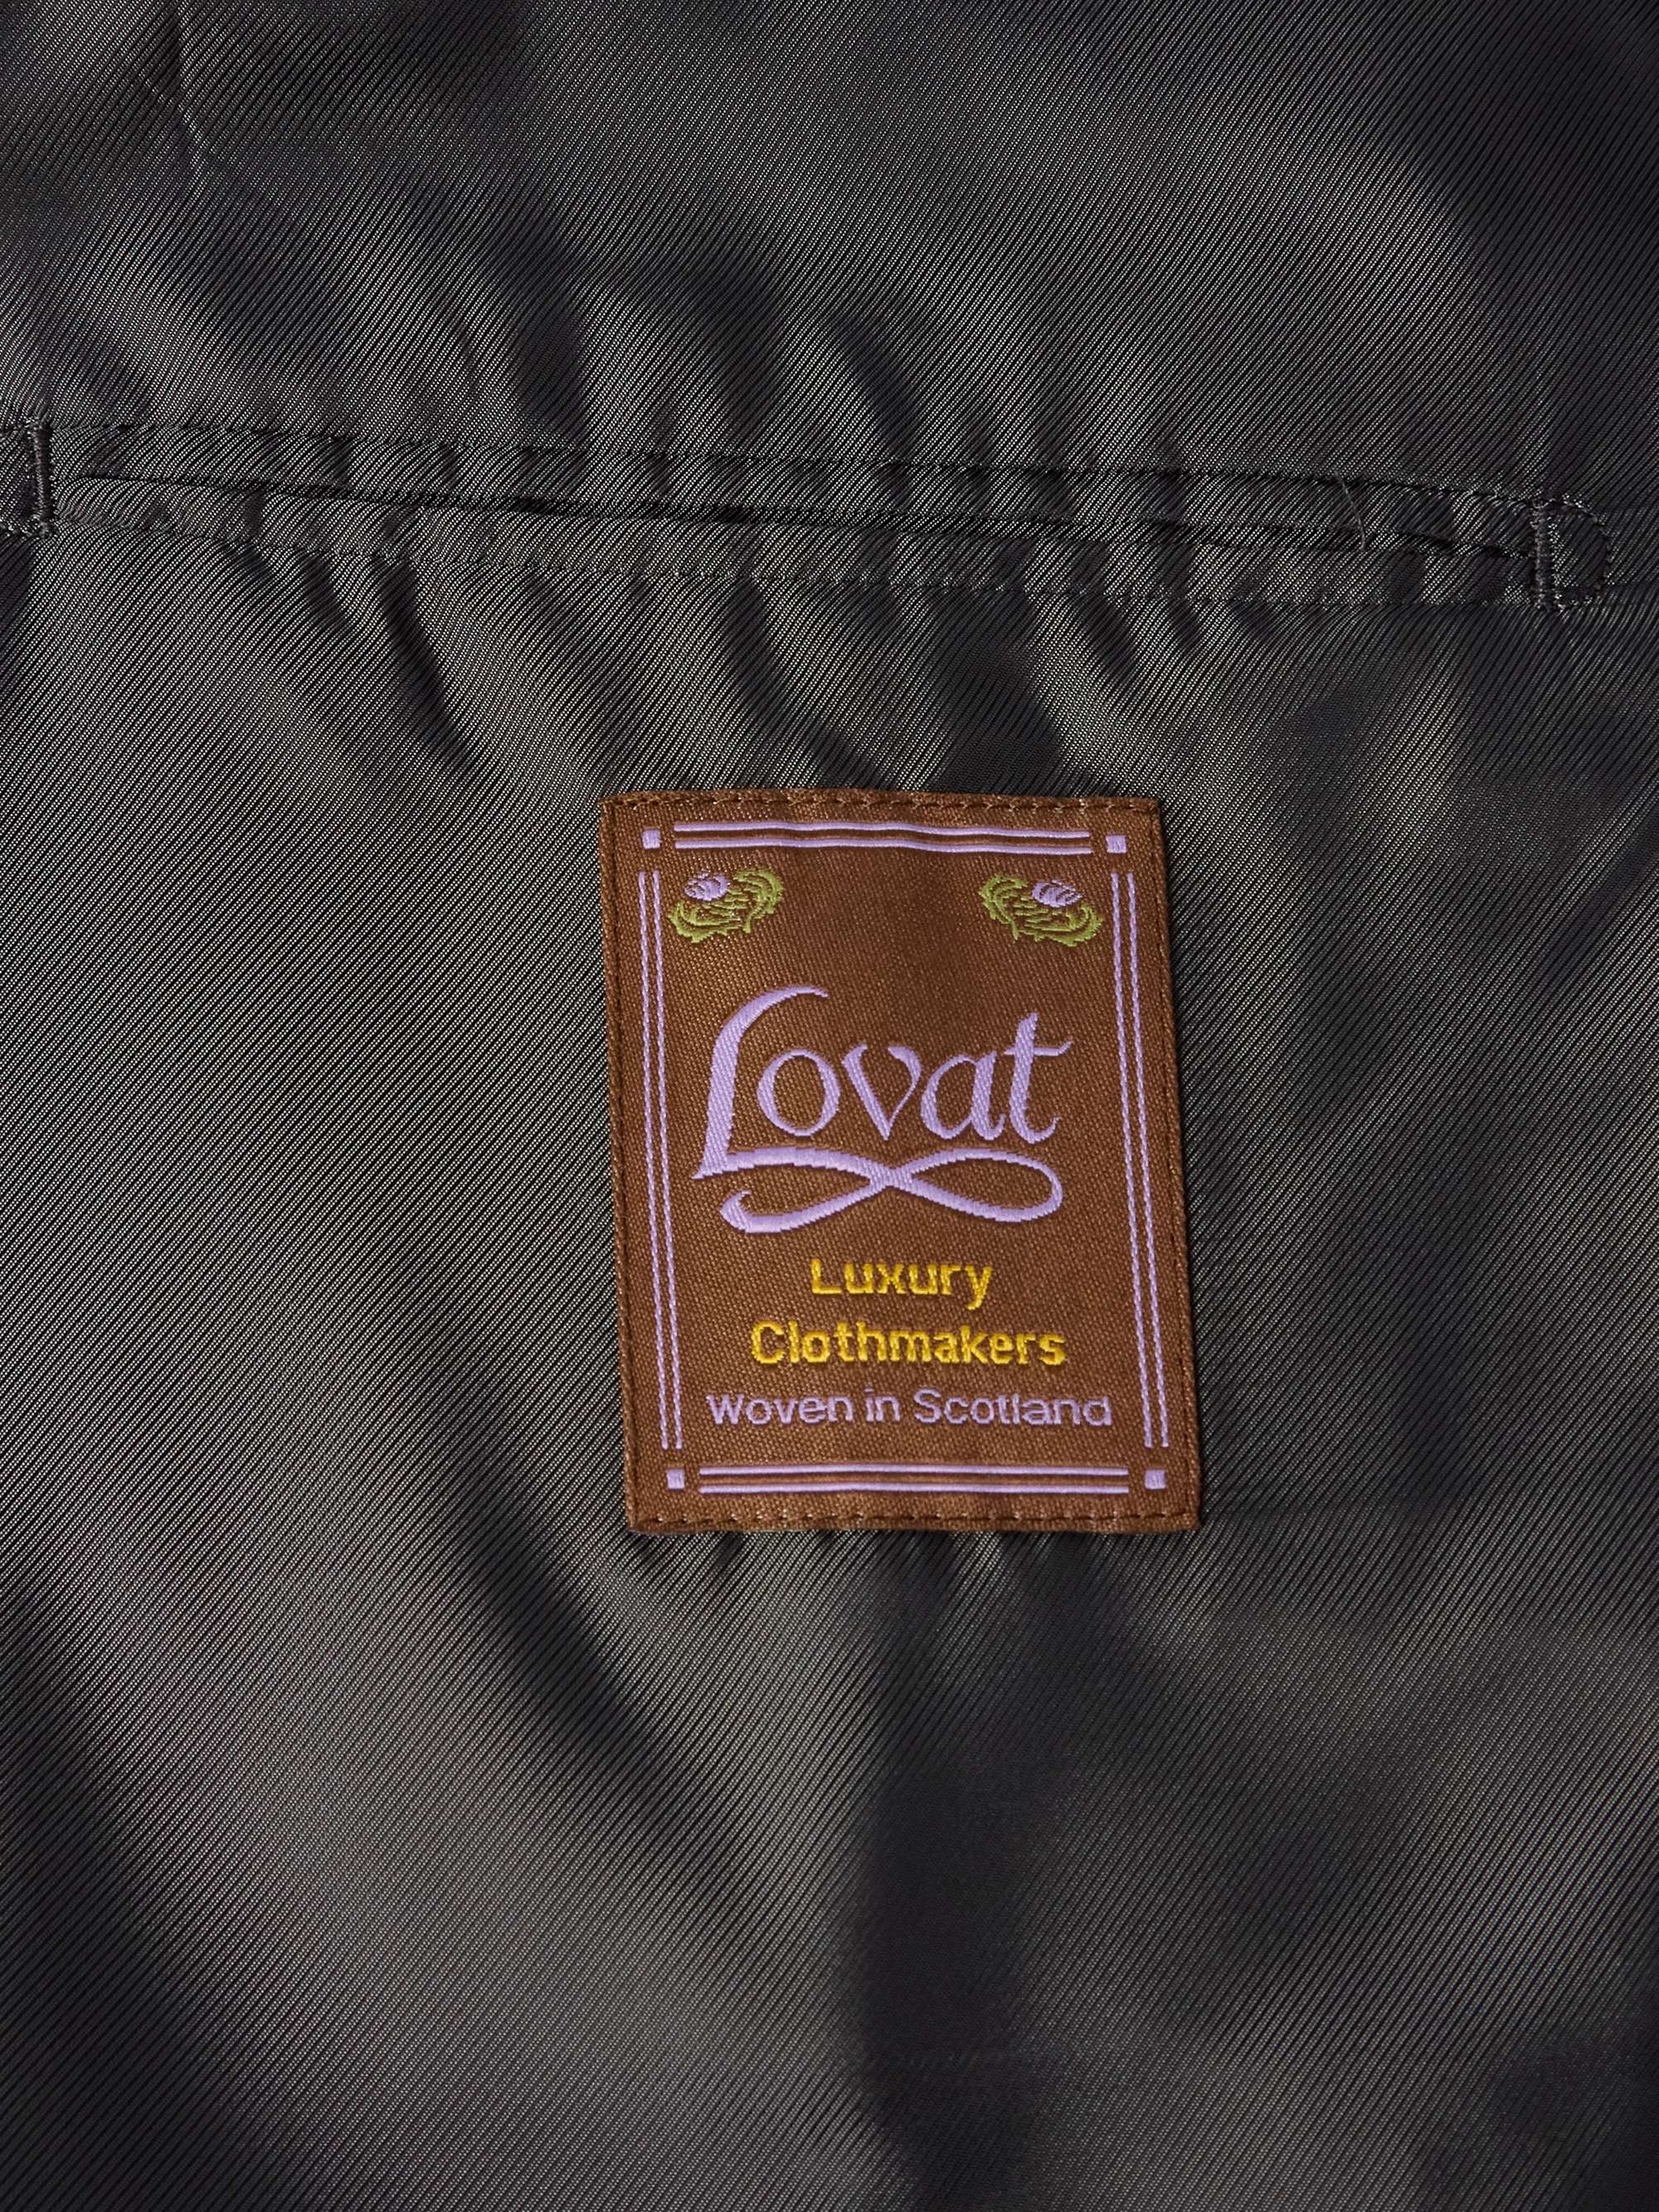 Lovat
Luxury
Clothmakers
Woven in Scotland